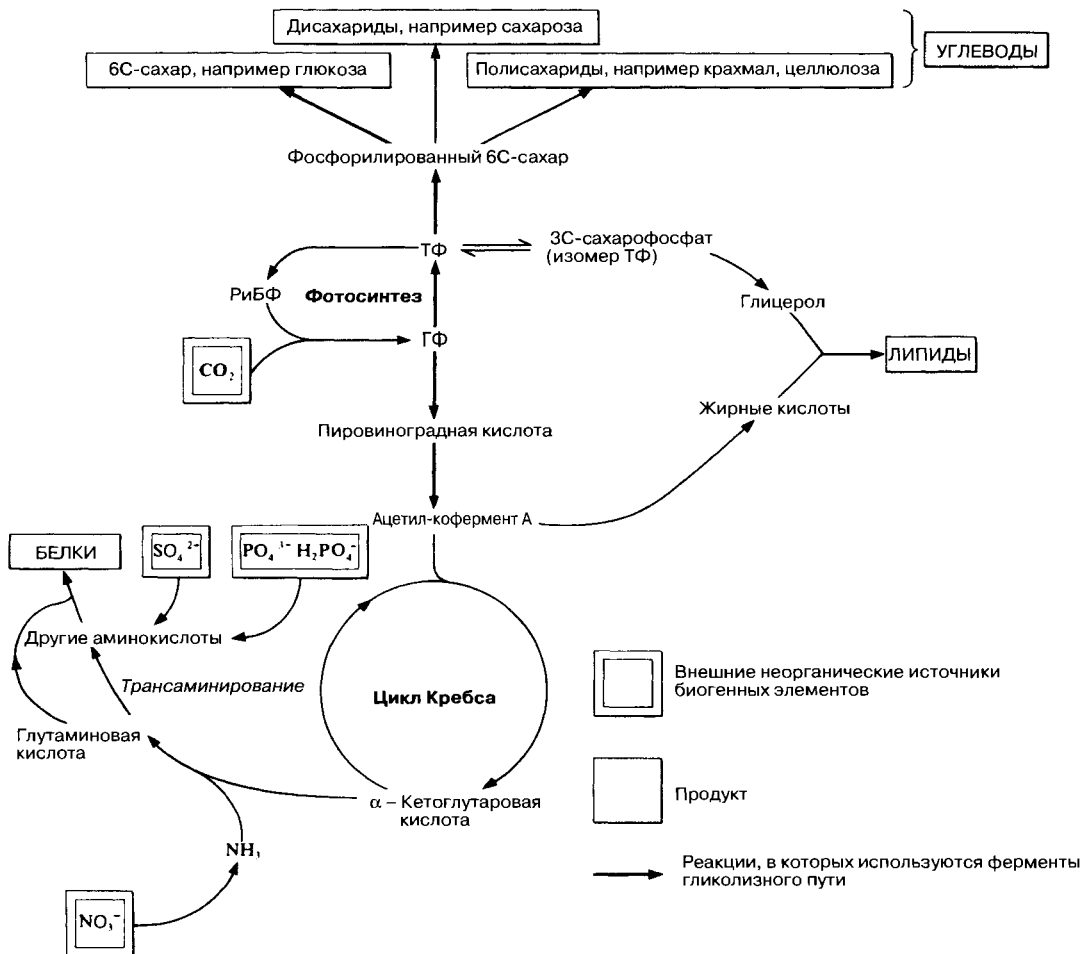 Дисахариды, например сахароза
УГЛЕВОДЫ
6С-сахар, например глюкоза
Полисахариды, например крахмал, целлюлоза
Фосфорилированный 6С-сахар
ТФ
3С-сахарофосфат
(изомер ТФ)
РиБФ
Фотосинтез
Глицерол
ГФ
CO₂
ЛИПИДЫ
Жирные кислоты
Пировиноградная кислота
Ацетил-кофермент А
БЕЛКИ
SO₄²⁻
PO₄³⁻ H₂PO₄⁻
Другие аминокислоты
Трансаминирование
Цикл Кребса
Внешние неорганические источники
биогенных элементов
Глутаминовая
кислота
α – Кетоглутаровая
кислота
Продукт
NH₃
Реакции, в которых используются ферменты
гликолизного пути
NO₃⁻